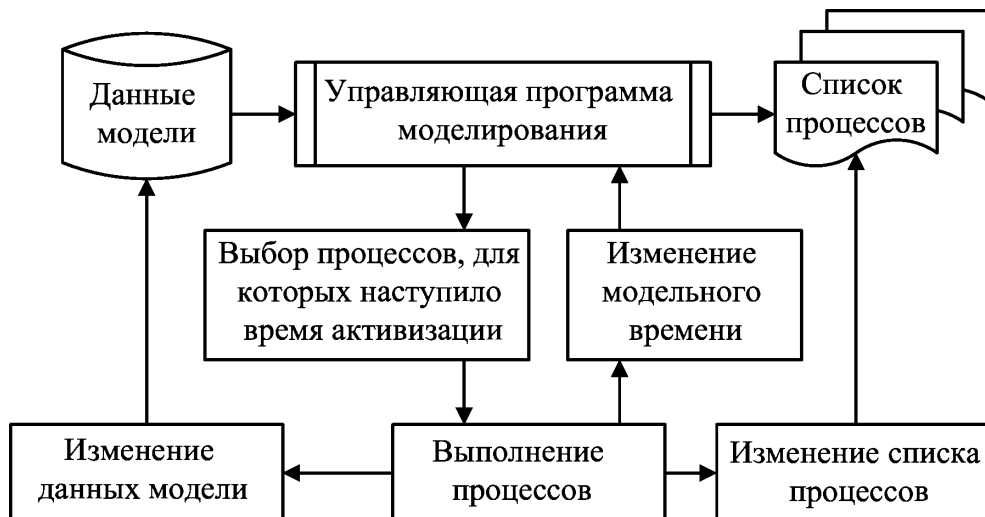 Данные
модели
Управляющая программа
моделирования
Список
процессов
Выбор процессов, для
которых наступило
время активизации
Изменение
модельного
времени
Изменение
данных модели
Выполнение
процессов
Изменение списка
процессов